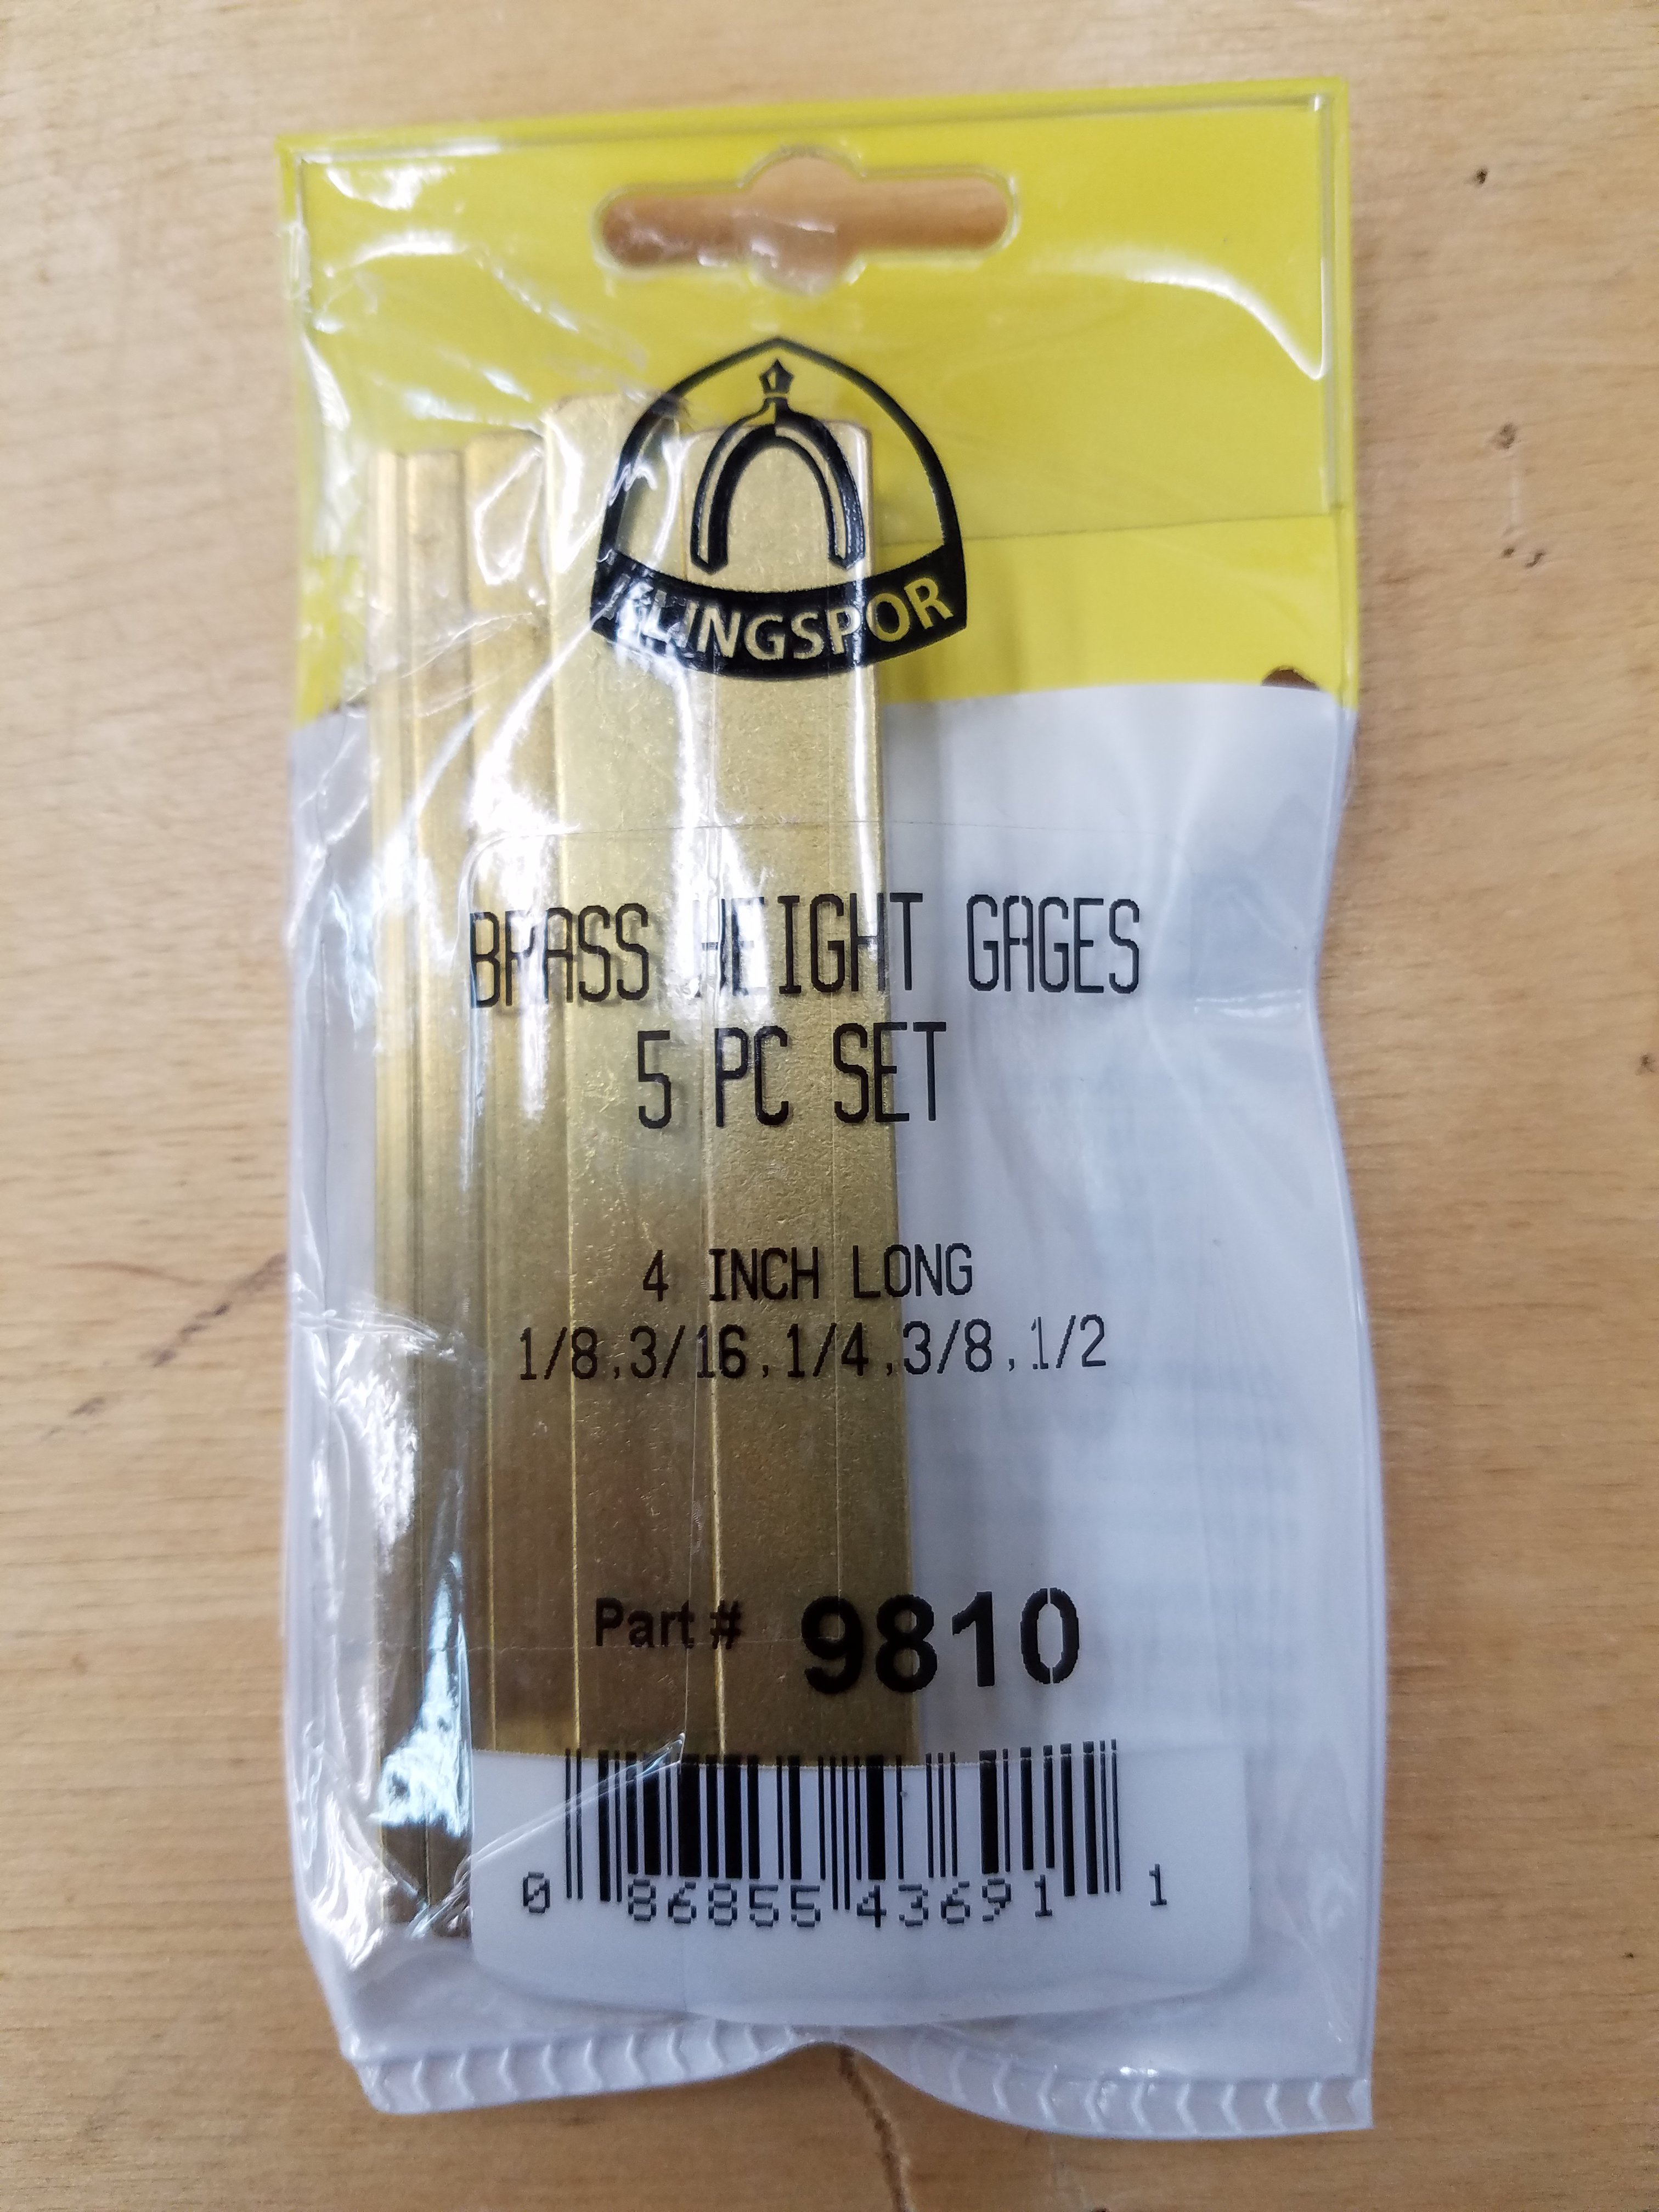 KLINGSPOR
BRASS HEIGHT GAGES
5 PC SET
4 INCH LONG
1/8,3/16,1/4,3/8,1/2
Part # 9810
0 86855 43691 1